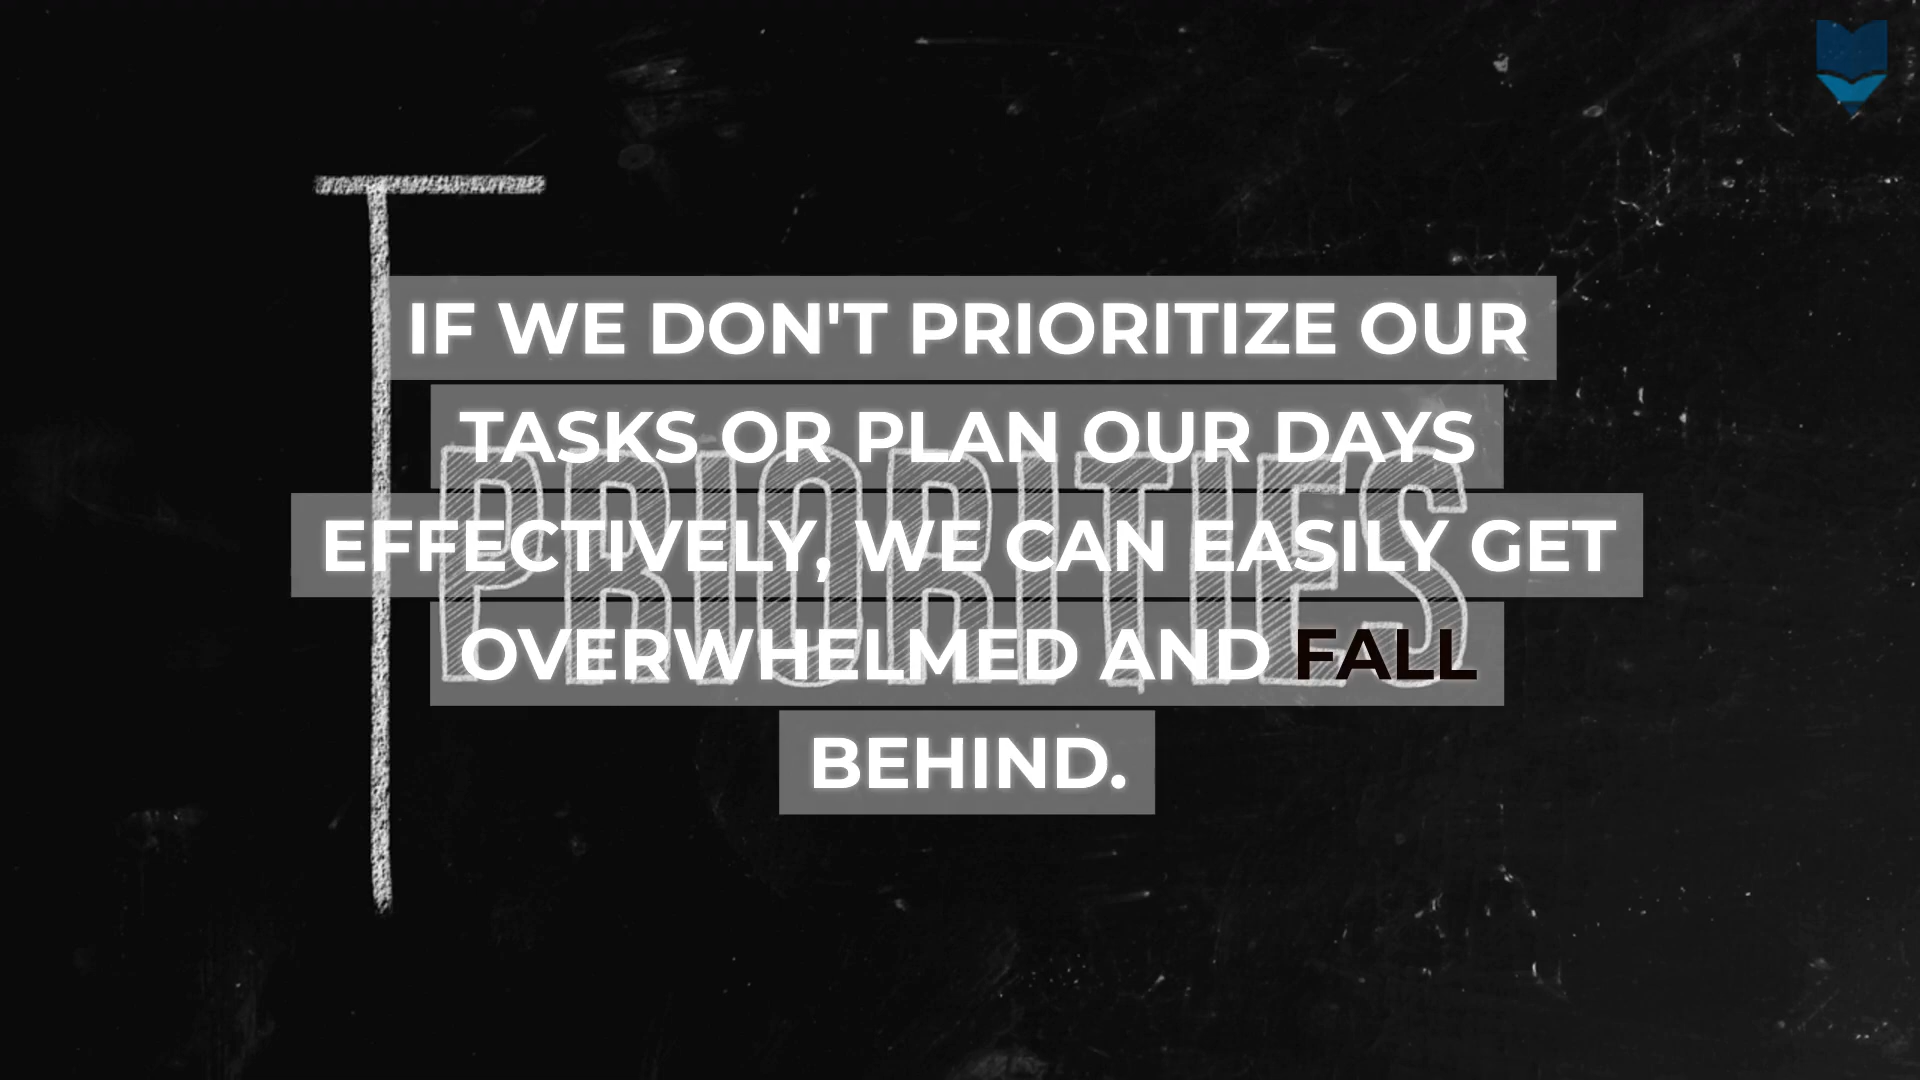 IF WE DON'T PRIORITIZE OUR
TASKS OR PLAN OUR DAYS
EFFECTIVELY, WE CAN EASILY GET
OVERWHELMED AND FALL
BEHIND.
PRIORITIES